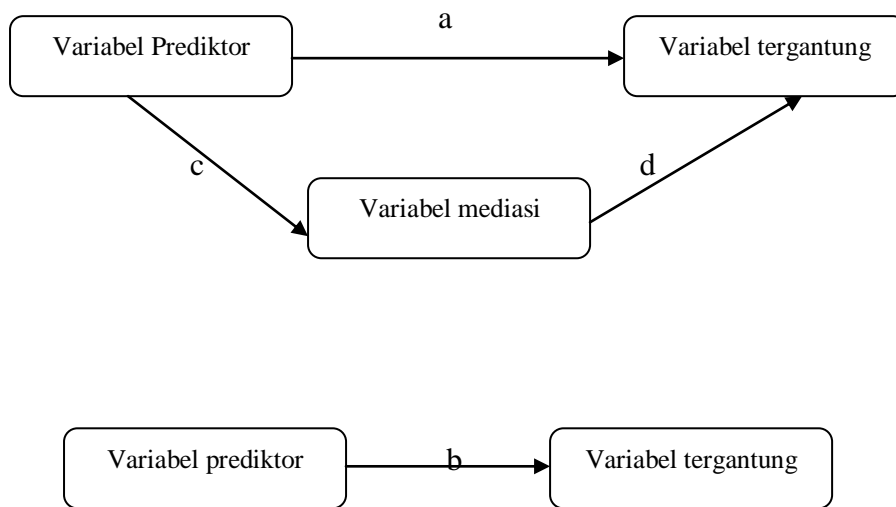 a
Variabel Prediktor
Variabel tergantung
c
d
Variabel mediasi
Variabel prediktor
b
Variabel tergantung